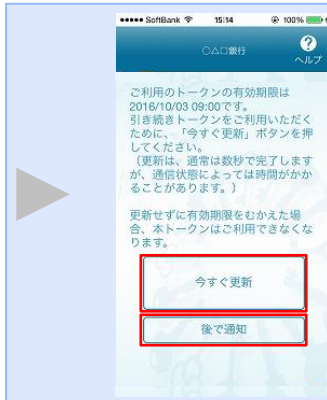 SoftBank 15:14 100%
○△□銀行
?
ヘルプ
ご利用のトークンの有効期限は
2016/10/03 09:00です。
引き続きトークンをご利用いただく
ために、「今すぐ更新」ボタンを押
してください。
（更新は、通常は数秒で完了します
が、通信状態によっては時間がかか
ることがあります。）
更新せずに有効期限をむかえた場
合、本トークンはご利用できなくな
ります。
今すぐ更新
後で通知